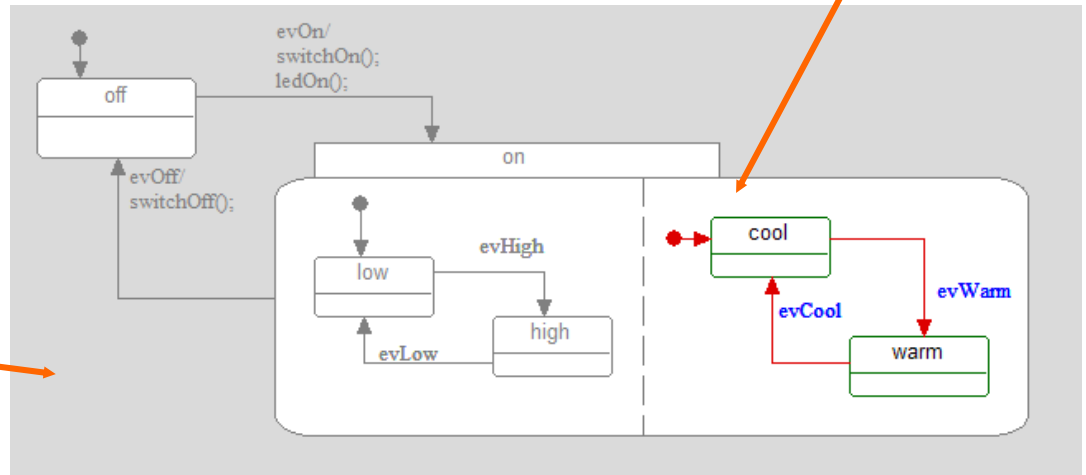 evOn/
switchOn();
ledOn();
off
on
evOff/
switchOff();
cool
evHigh
low
evWarm
evCool
high
warm
evLow